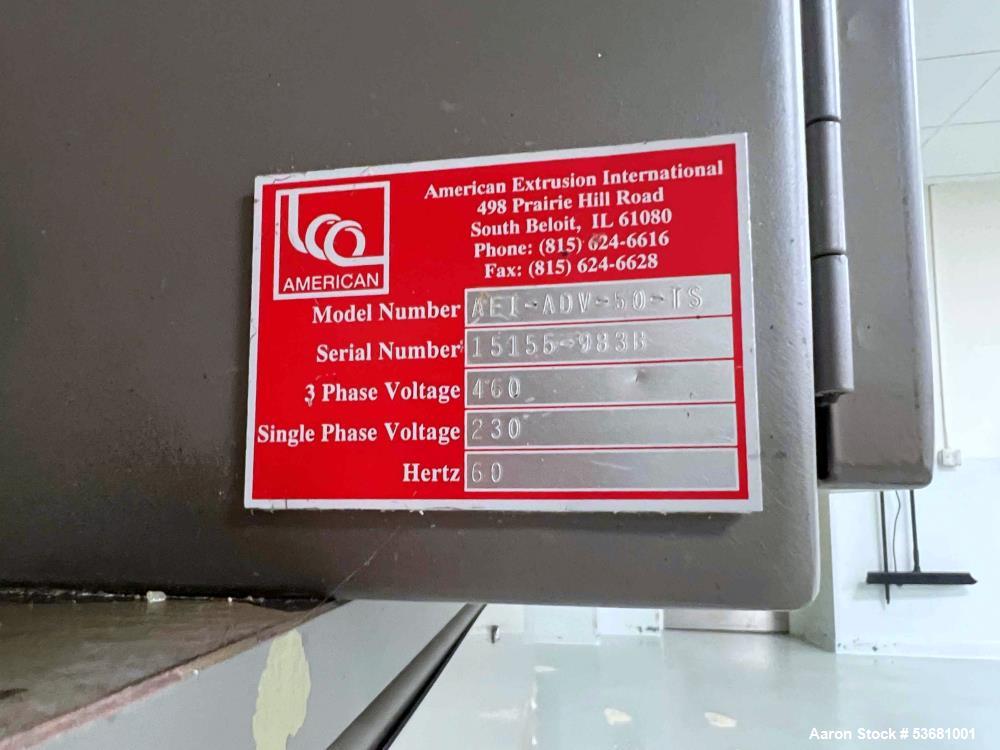 American Extrusion International
498 Prairie Hill Road
South Beloit, IL 61080
Phone: (815) 624-6616
Fax: (815) 624-6628
AMERICAN
Model Number AEI-ADV-50-TS
Serial Number 15155-983B
3 Phase Voltage 460
Single Phase Voltage 230
Hertz 60
Aaron Stock # 53681001